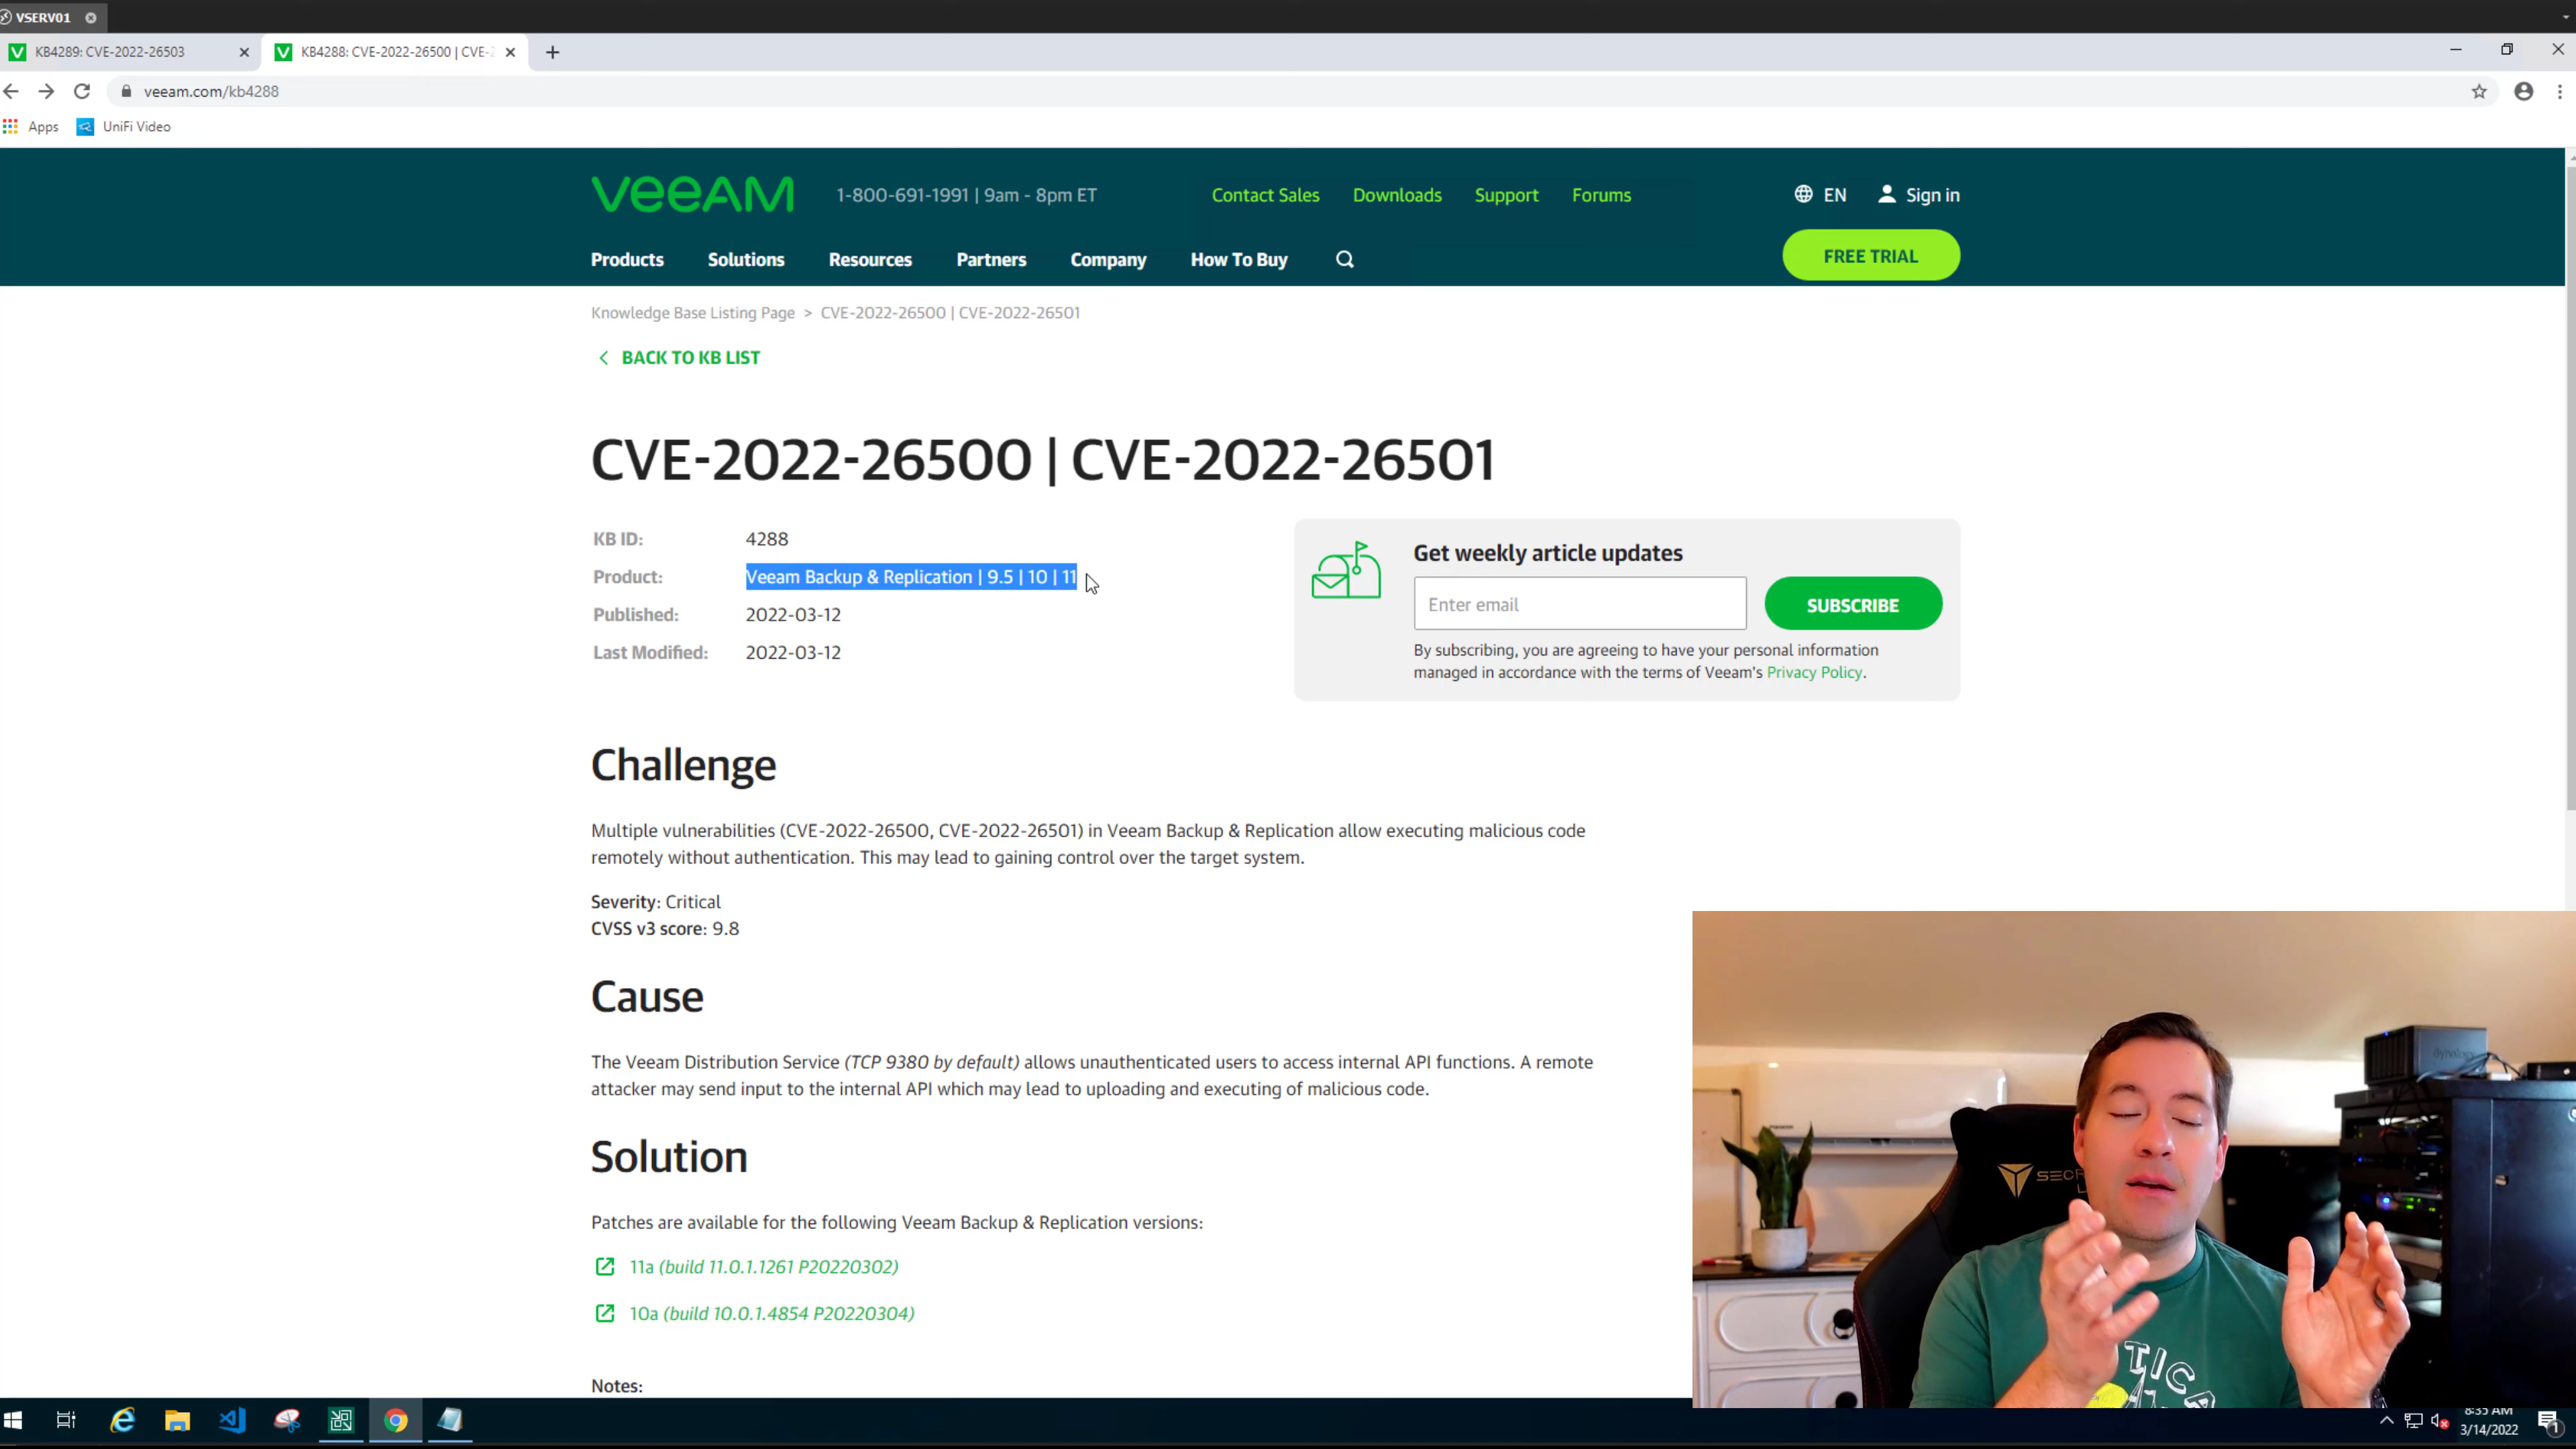 VSERV01
KB4289: CVE-2022-26503
KB4288: CVE-2022-26500 | CVE-2
veeam.com/kb4288
Apps
UniFi Video
veeAM
1-800-691-1991 | 9am - 8pm ET
Contact Sales
Downloads
Support
Forums
EN
Sign in
Products
Solutions
Resources
Partners
Company
How To Buy
FREE TRIAL
Knowledge Base Listing Page > CVE-2022-26500 | CVE-2022-26501
BACK TO KB LIST
CVE-2022-26500 | CVE-2022-26501
KB ID: 4288
Product: Veeam Backup & Replication | 9.5 | 10 | 11
Published: 2022-03-12
Last Modified: 2022-03-12
Get weekly article updates
Enter email
SUBSCRIBE
By subscribing, you are agreeing to have your personal information
managed in accordance with the terms of Veeam's Privacy Policy.
Challenge
Multiple vulnerabilities (CVE-2022-26500, CVE-2022-26501) in Veeam Backup & Replication allow executing malicious code
remotely without authentication. This may lead to gaining control over the target system.
Severity: Critical
CVSS v3 score: 9.8
Cause
The Veeam Distribution Service (TCP 9380 by default) allows unauthenticated users to access internal API functions. A remote
attacker may send input to the internal API which may lead to uploading and executing of malicious code.
Solution
Patches are available for the following Veeam Backup & Replication versions:
11a (build 11.0.1.1261 P20220302)
10a (build 10.0.1.4854 P20220304)
Notes:
SEC
8:35 AM
3/14/2022
1